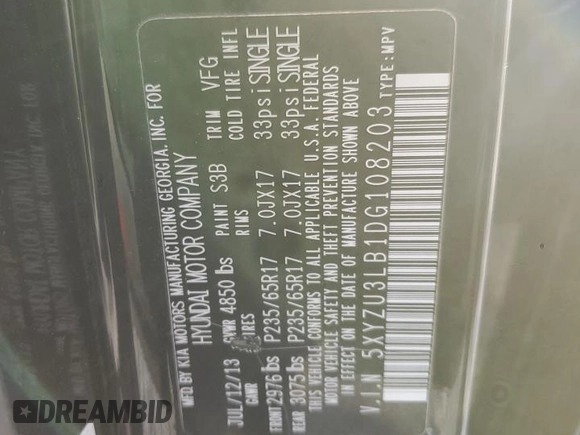 MFD BY KIA MOTORS MANUFACTURING GEORGIA. INC. FOR
HYUNDAI MOTOR COMPANY
JUL/12/13 PAINT S3B TRIM VFG
GVWR 4850 lbs
GAWR TIRES RIMS COLD TIRE INFL
FRONT 2976 lbs P235/65R17 7.0JX17 33psi SINGLE
REAR 3075 lbs P235/65R17 7.0JX17 33psi SINGLE
THIS VEHICLE CONFORMS TO ALL APPLICABLE U.S.A. FEDERAL
MOTOR VEHICLE SAFETY AND THEFT PREVENTION STANDARDS
IN EFFECT ON THE DATE OF MANUFACTURE SHOWN ABOVE
V.I.N 5XYZU3LB1DG108203 TYPE: MPV
DREAMBID